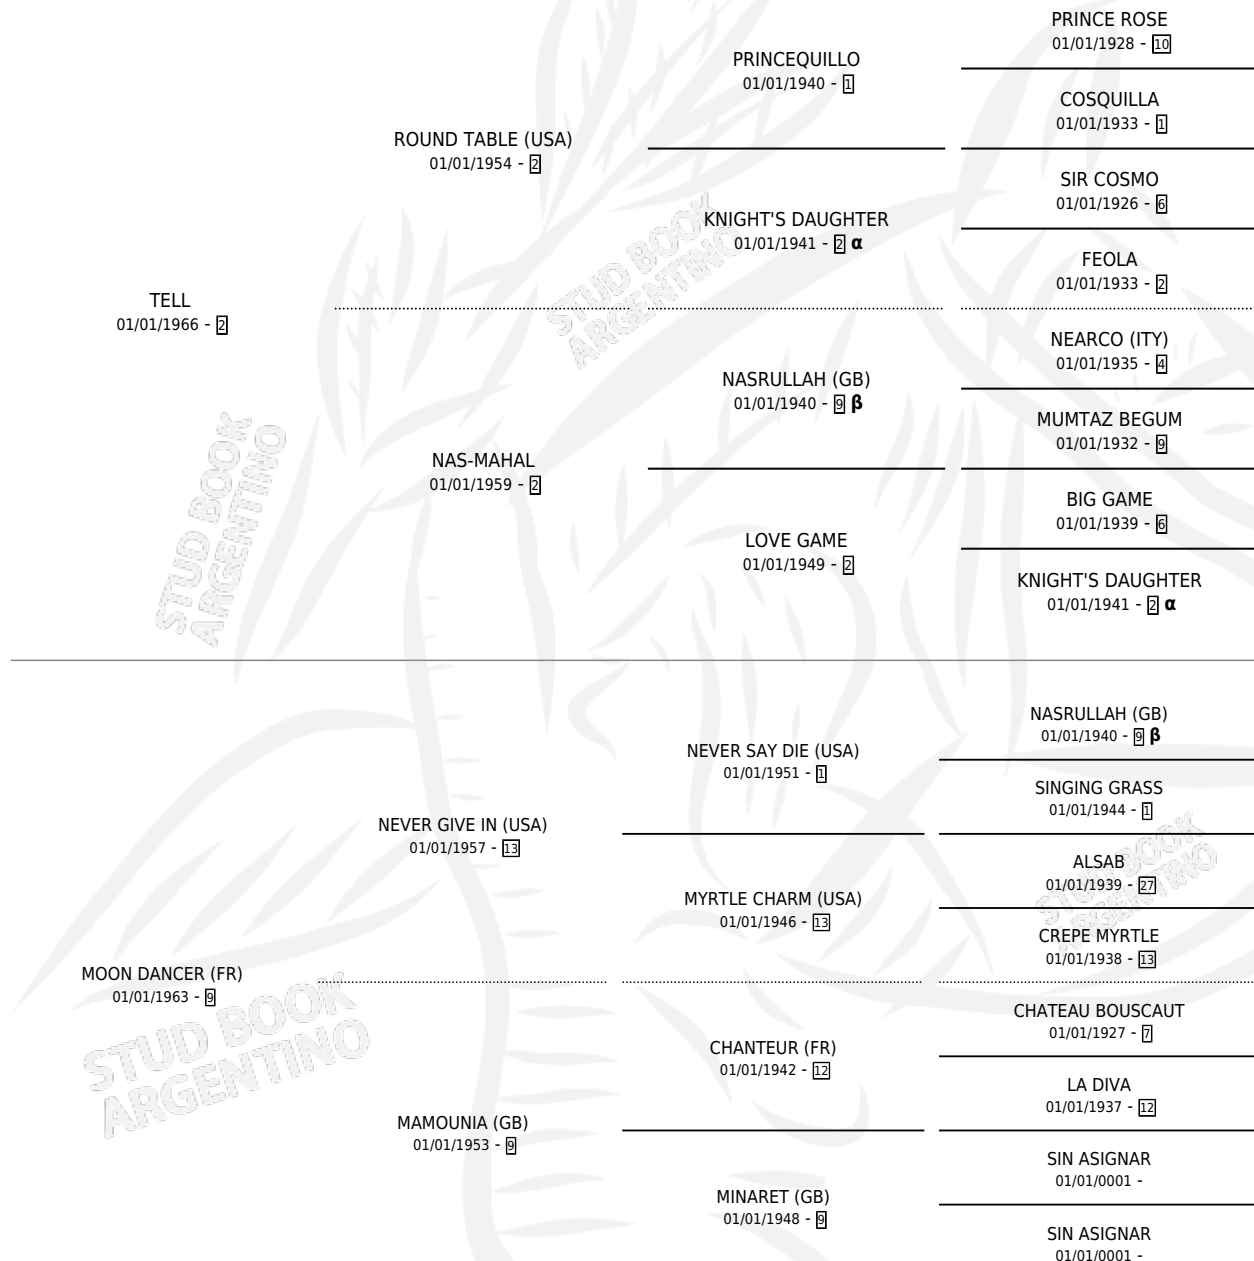 PRINCE ROSE
01/01/1928 - 10
PRINCEQUILLO
01/01/1940 - 1
COSQUILLA
01/01/1933 - 1
ROUND TABLE (USA)
01/01/1954 - 2
SIR COSMO
01/01/1926 - 6
KNIGHT'S DAUGHTER
01/01/1941 - 2 α
FEOLA
01/01/1933 - 2
TELL
01/01/1966 - 2
NEARCO (ITY)
01/01/1935 - 4
NASRULLAH (GB)
01/01/1940 - 9 β
MUMTAZ BEGUM
01/01/1932 - 9
NAS-MAHAL
01/01/1959 - 2
BIG GAME
01/01/1939 - 6
LOVE GAME
01/01/1949 - 2
KNIGHT'S DAUGHTER
01/01/1941 - 2 α
NASRULLAH (GB)
01/01/1940 - 9 β
NEVER SAY DIE (USA)
01/01/1951 - 1
SINGING GRASS
01/01/1944 - 1
NEVER GIVE IN (USA)
01/01/1957 - 13
ALSAB
01/01/1939 - 27
MYRTLE CHARM (USA)
01/01/1946 - 13
CREPE MYRTLE
01/01/1938 - 13
MOON DANCER (FR)
01/01/1963 - 9
CHATEAU BOUSCAUT
01/01/1927 - 7
CHANTEUR (FR)
01/01/1942 - 12
LA DIVA
01/01/1937 - 12
MAMOUNIA (GB)
01/01/1953 - 9
SIN ASIGNAR
01/01/0001 -
MINARET (GB)
01/01/1948 - 9
SIN ASIGNAR
01/01/0001 -
STUD BOOK
ARGENTINO
STUD BOOK
ARGENTINO
STUD BOOK
ARGENTINO
STUD BOOK
ARGENTINO